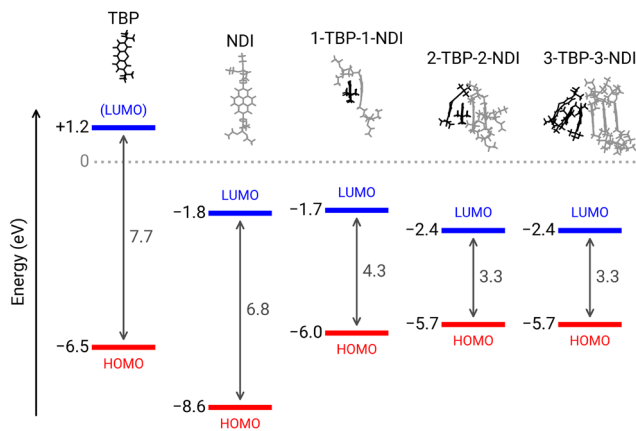 TBP
NDI
1-TBP-1-NDI
2-TBP-2-NDI
3-TBP-3-NDI
Energy (eV)
0
(LUMO)
+1.2
7.7
−6.5
HOMO
LUMO
−1.8
6.8
−8.6
HOMO
LUMO
−1.7
4.3
−6.0
HOMO
LUMO
−2.4
3.3
−5.7
HOMO
LUMO
−2.4
3.3
−5.7
HOMO